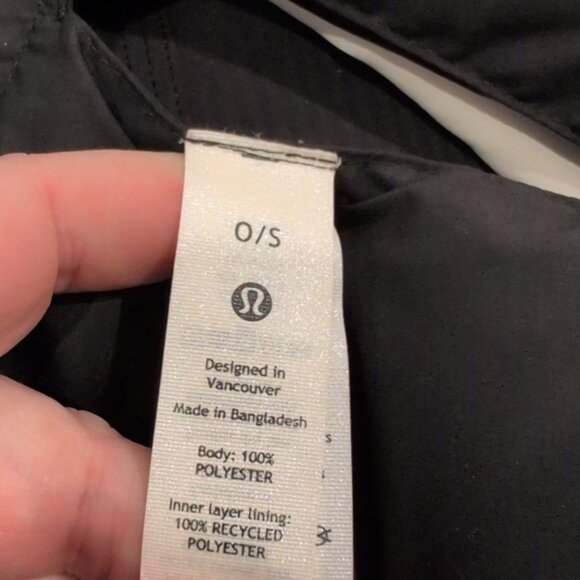 O/S
Designed in
Vancouver
Made in Bangladesh
Body: 100%
POLYESTER
Inner layer lining:
100% RECYCLED
POLYESTER